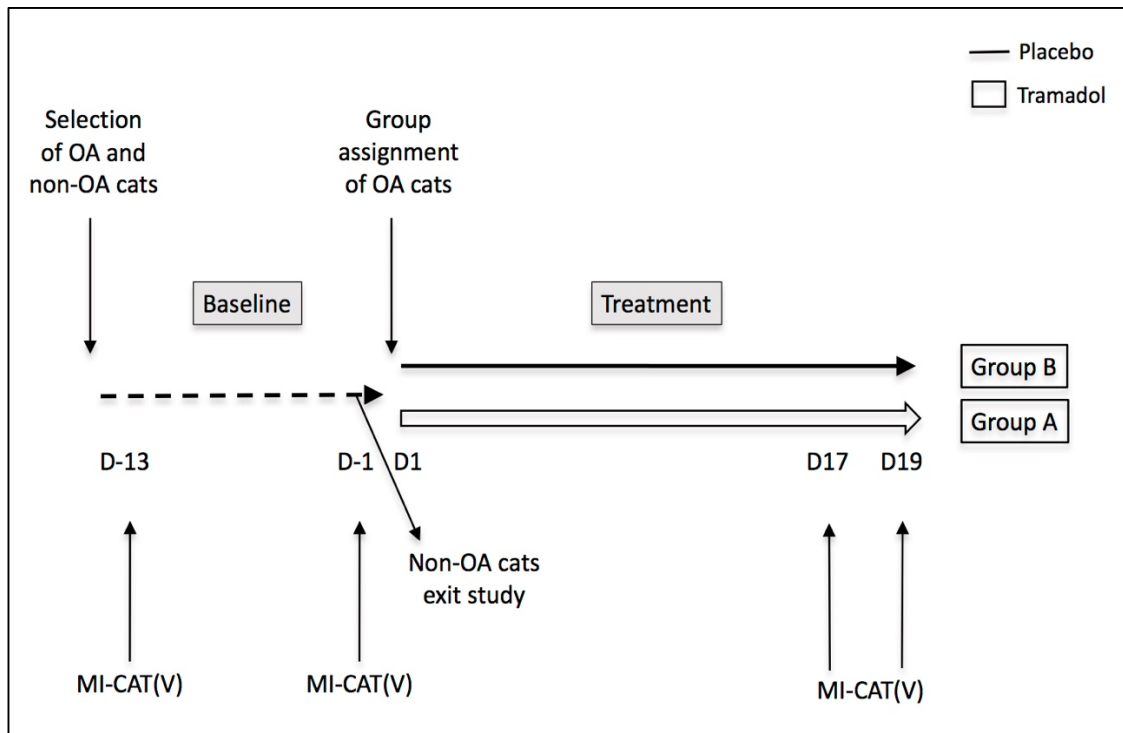 Placebo
Tramadol
Selection
of OA and
non-OA cats
Group
assignment
of OA cats
Baseline
Treatment
Group B
Group A
D-13
D-1
D1
D17
D19
Non-OA cats
exit study
MI-CAT(V)
MI-CAT(V)
MI-CAT(V)